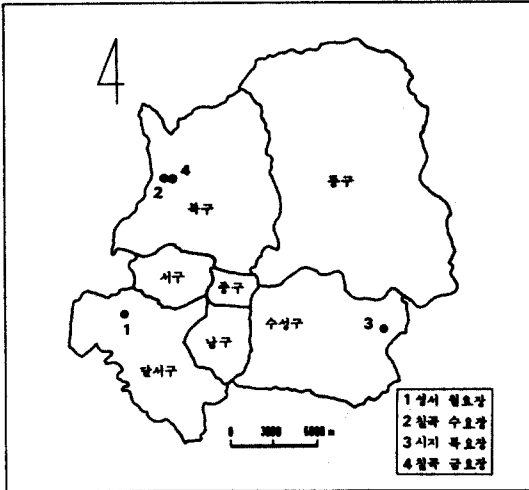 4
동구
2
4
북구
서구
중구
1
남구
수성구
3
달서구
0 3000 6000 m
1 성서 월요장
2 칠곡 수요장
3 시지 목요장
4 칠곡 금요장